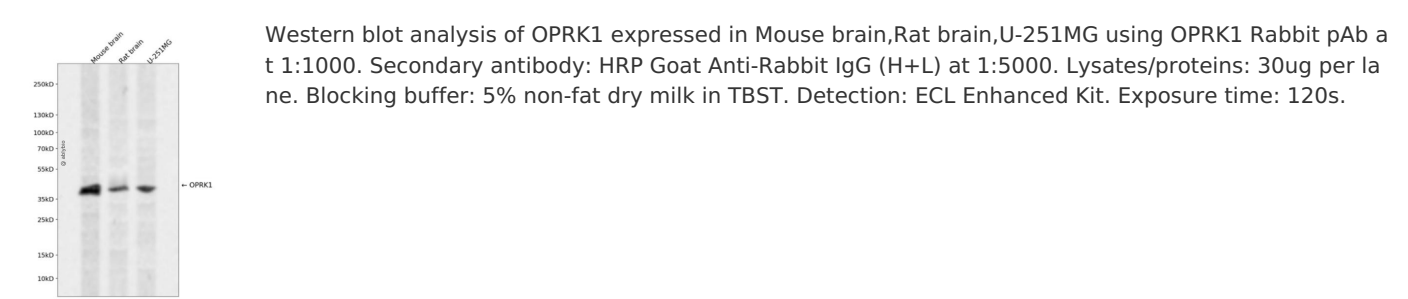 Mouse brain
Rat brain
U-251MG
250kD
130kD
100kD
70kD
55kD
35kD
25kD
15kD
10kD
← OPRK1
Western blot analysis of OPRK1 expressed in Mouse brain,Rat brain,U-251MG using OPRK1 Rabbit pAb a
t 1:1000. Secondary antibody: HRP Goat Anti-Rabbit IgG (H+L) at 1:5000. Lysates/proteins: 30ug per la
ne. Blocking buffer: 5% non-fat dry milk in TBST. Detection: ECL Enhanced Kit. Exposure time: 120s.